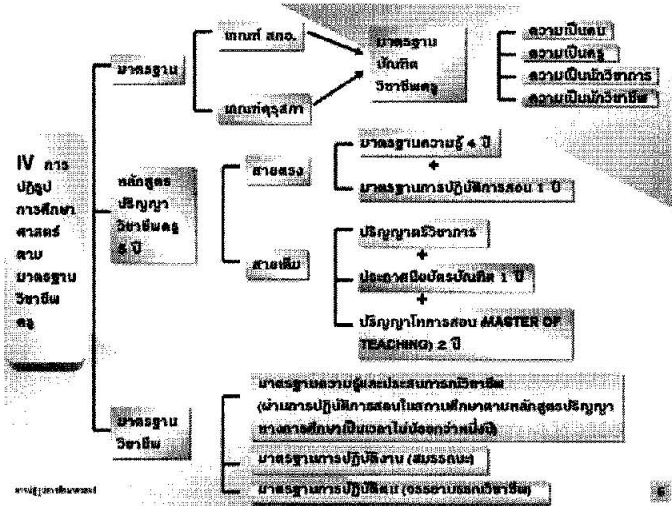 เกณฑ์ สกอ.
มาตรฐาน
เกณฑ์คุรุสภา
มาตรฐาน
บัณฑิต
วิชาชีพครู
ความเป็นคน
ความเป็นครู
ความเป็นนักวิชาการ
ความเป็นนักวิชาชีพ
IV การ
ปฏิรูป
การศึกษา
ศาสตร์
ตาม
มาตรฐาน
วิชาชีพ
ครู
หลักสูตร
ปริญญา
วิชาชีพครู
5 ปี
สายตรง
มาตรฐานความรู้ 4 ปี
+
มาตรฐานการปฏิบัติการสอน 1 ปี
สายเดิม
ปริญญาตรีวิชาการ
+
ประกาศนียบัตรบัณฑิต 1 ปี
+
ปริญญาโทการสอน (MASTER OF
TEACHING) 2 ปี
มาตรฐาน
วิชาชีพ
มาตรฐานความรู้และประสบการณ์วิชาชีพ
(ผ่านการปฏิบัติการสอนในสถานศึกษาตามหลักสูตรปริญญา
ทางการศึกษาเป็นเวลาไม่น้อยกว่าหนึ่งปี)
มาตรฐานการปฏิบัติงาน (สมรรถนะ)
มาตรฐานการปฏิบัติตน (จรรยาบรรณวิชาชีพ)
6